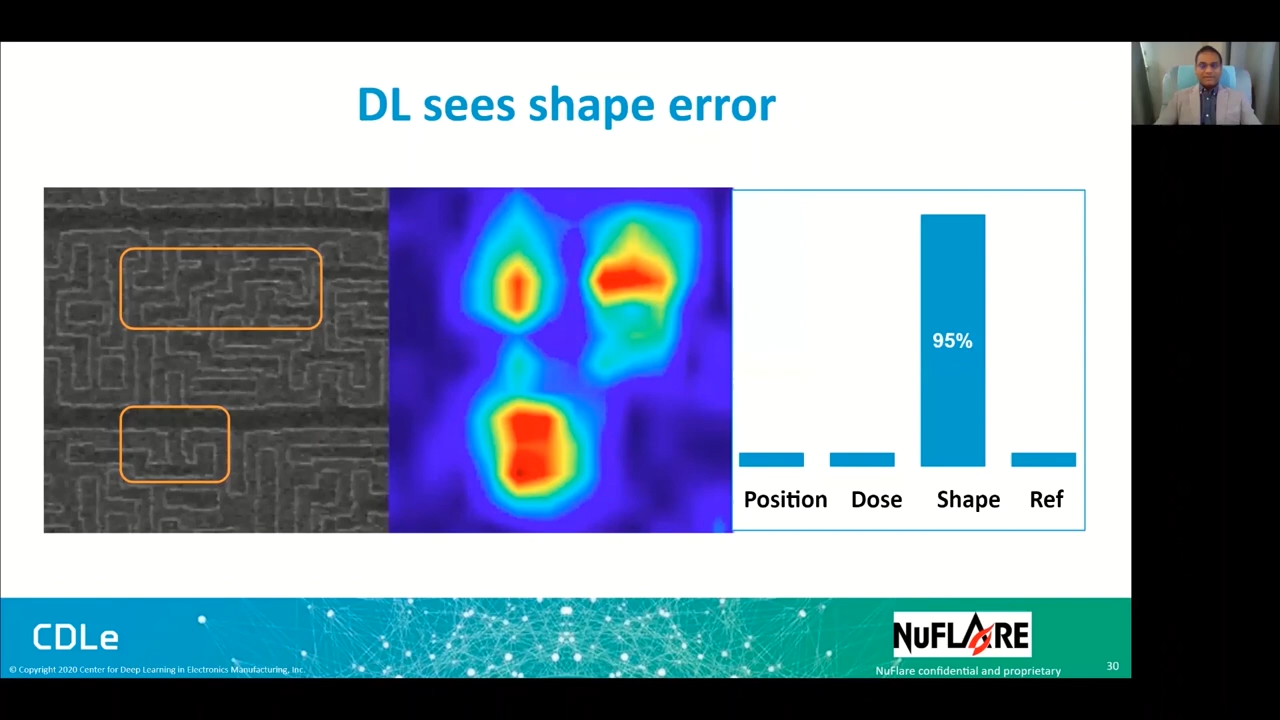 DL sees shape error
95%
Position Dose Shape Ref
CDLe
NUFLARE
© Copyright 2020 Center for Deep Learning in Electronics Manufacturing, Inc.
NuFlare confidential and proprietary
30